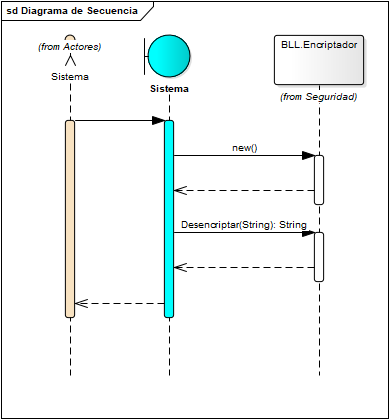 sd Diagrama de Secuencia
(from Actores)
Sistema
Sistema
BLL.Encriptador
(from Seguridad)
new()
Desencriptar(String): String